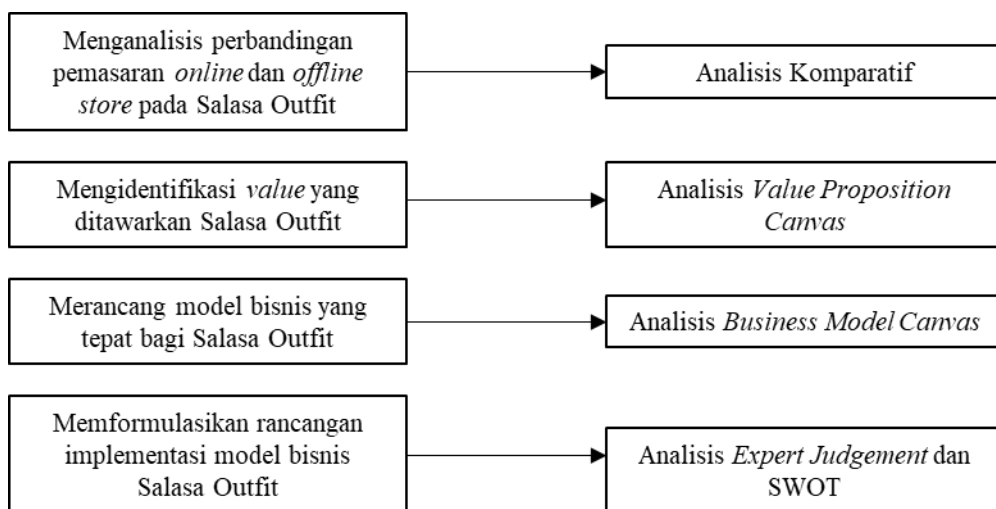 Menganalisis perbandingan
pemasaran online dan offline
store pada Salasa Outfit
Analisis Komparatif
Mengidentifikasi value yang
ditawarkan Salasa Outfit
Analisis Value Proposition
Canvas
Merancang model bisnis yang
tepat bagi Salasa Outfit
Analisis Business Model Canvas
Memformulasikan rancangan
implementasi model bisnis
Salasa Outfit
Analisis Expert Judgement dan
SWOT